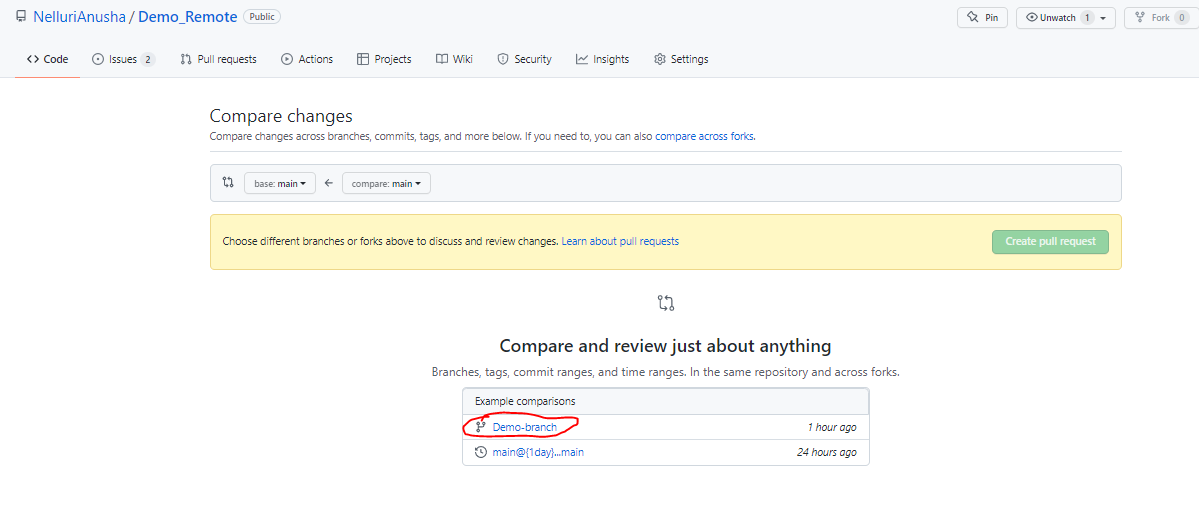 NelluriAnusha / Demo_Remote Public Pin Unwatch 1 Fork 0
Code Issues 2 Pull requests Actions Projects Wiki Security Insights Settings
Compare changes
Compare changes across branches, commits, tags, and more below. If you need to, you can also compare across forks.
base: main compare: main
Choose different branches or forks above to discuss and review changes. Learn about pull requests Create pull request
Compare and review just about anything
Branches, tags, commit ranges, and time ranges. In the same repository and across forks.
Example comparisons
Demo-branch 1 hour ago
main@{1day}...main 24 hours ago